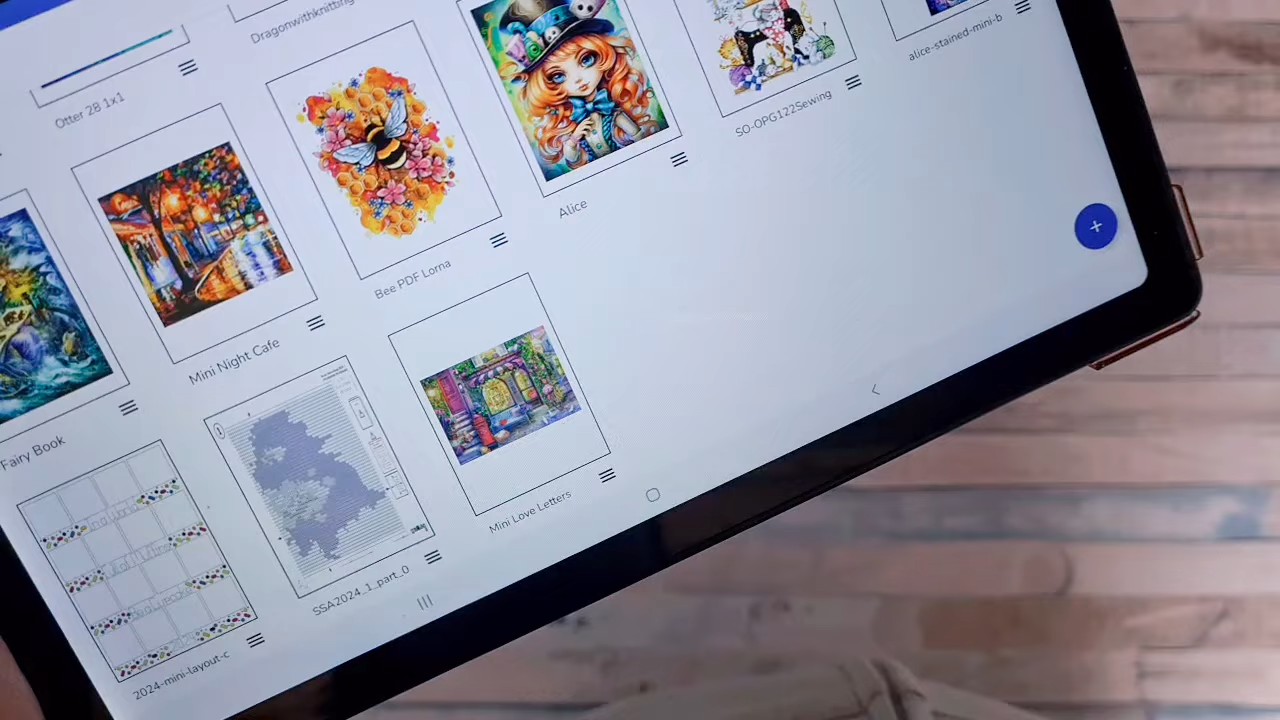 Dragonwithknitting
Otter 28 1x1
alice-stained-mini-b
SO-OPG122Sewing
Alice
Bee PDF Lorna
Mini Night Cafe
Fairy Book
Mini Love Letters
SSA2024_1_part_0
2024-mini-layout-c